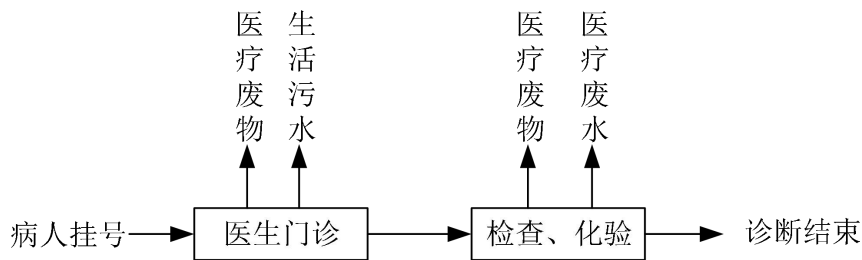 医疗废物
生活污水
医疗废物
医疗废水
病人挂号
医生门诊
检查、化验
诊断结束